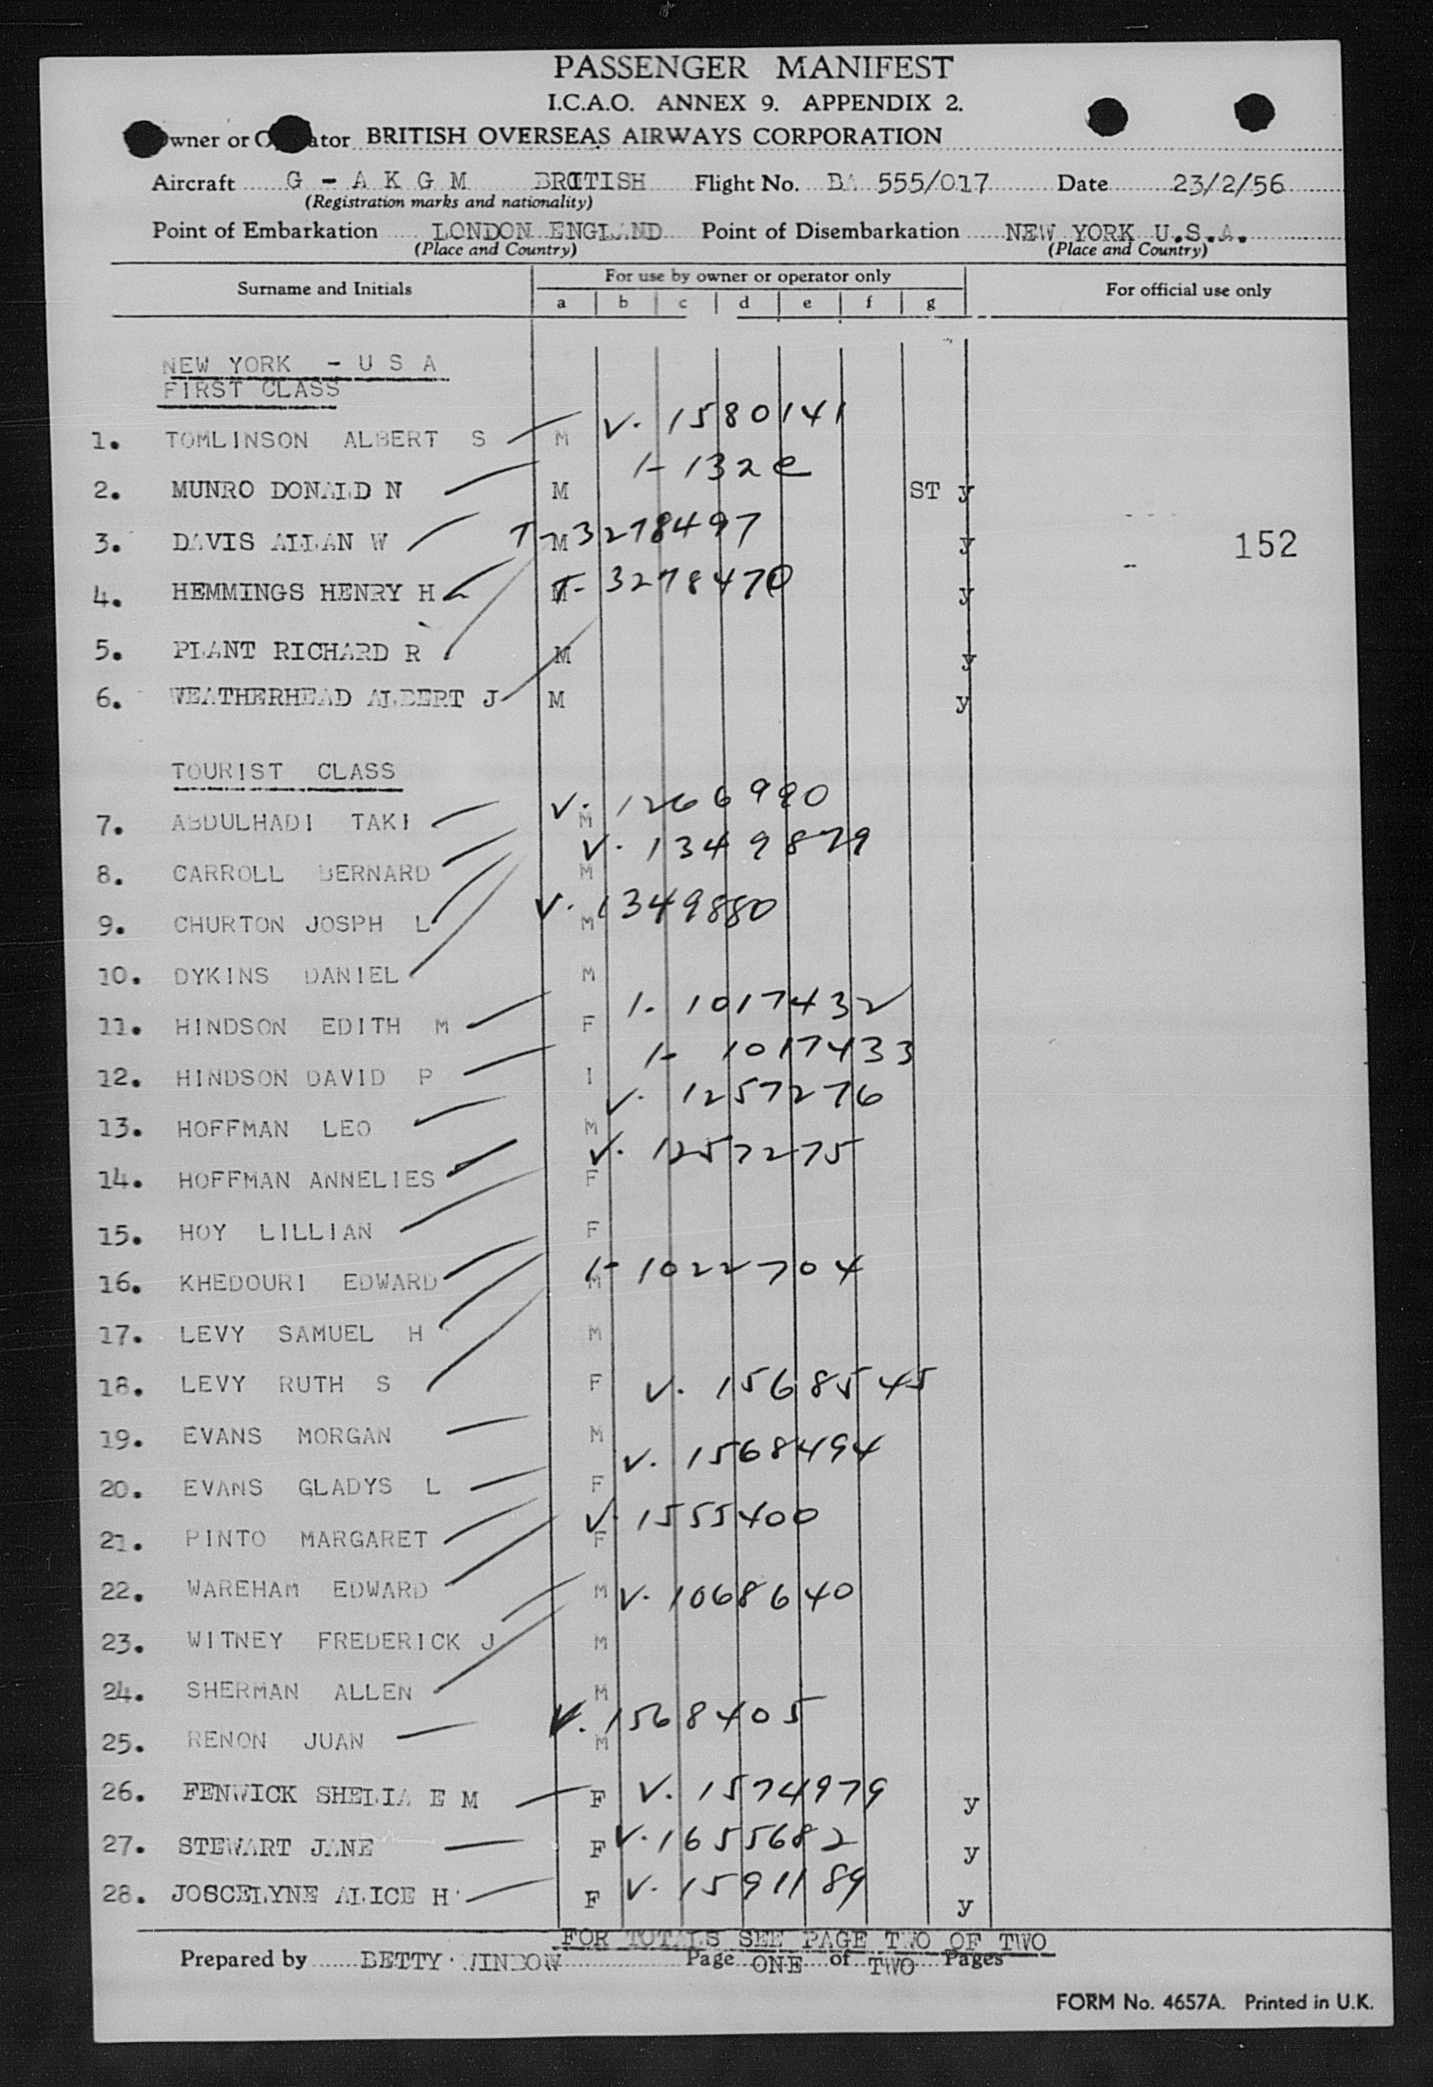 PASSENGER MANIFEST
I.C.A.O. ANNEX 9. APPENDIX 2.
Owner or Operator BRITISH OVERSEAS AIRWAYS CORPORATION
Aircraft G - A K G M BRITISH Flight No. BA 555/017 Date 23/2/56
(Registration marks and nationality)
Point of Embarkation LONDON ENGLAND Point of Disembarkation NEW YORK U.S.A.
(Place and Country) (Place and Country)
Surname and Initials For use by owner or operator only For official use only
a b c d e f g
NEW YORK - U S A
FIRST CLASS
1. TOMLINSON ALBERT S M V. 1580141
2. MUNRO DONALD N M 1- 132e ST y
3. DAVIS ALLAN W M T-3278497 y 152
4. HEMMINGS HENRY H M T- 3278470 y
5. PLANT RICHARD R M y
6. WEATHERHEAD ALBERT J M y
TOURIST CLASS
7. ABDULHADI TAKI M V. 1266990
8. CARROLL BERNARD M V. 1349879
9. CHURTON JOSPH L M V. 1349880
10. DYKINS DANIEL M
11. HINDSON EDITH M F 1- 1017432
12. HINDSON DAVID P I 1- 1017433
13. HOFFMAN LEO M V. 1257276
14. HOFFMAN ANNELIES F V. 1257275
15. HOY LILLIAN F
16. KHEDOURI EDWARD M 1- 1022704
17. LEVY SAMUEL H M
18. LEVY RUTH S F V. 1568545
19. EVANS MORGAN M
20. EVANS GLADYS L F V. 1568494
21. PINTO MARGARET F V. 1555400
22. WAREHAM EDWARD M V. 1068640
23. WITNEY FREDERICK J M
24. SHERMAN ALLEN M
25. RENON JUAN M V. 1568405
26. FENWICK SHELIA E M F V. 1574979 y
27. STEWART JANE F V. 1655682 y
28. JOSCELYNE ALICE H F V. 1591189 y
FOR TOTALS SEE PAGE TWO OF TWO
Prepared by BETTY WINDOW Page ONE of TWO Pages
FORM No. 4657A. Printed in U.K.